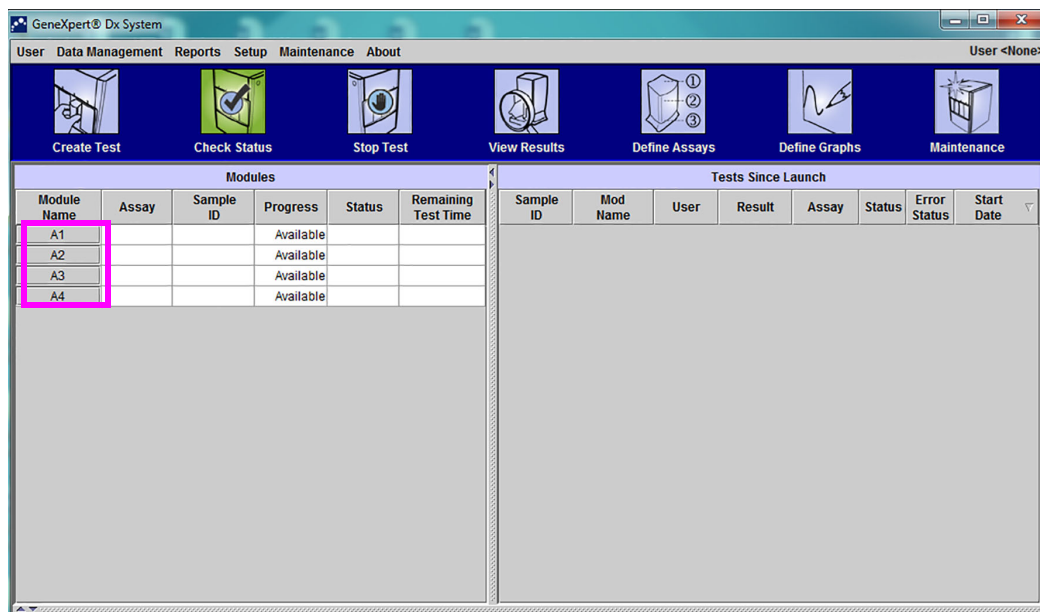 GeneXpert® Dx System
User Data Management Reports Setup Maintenance About User <None>
Create Test Check Status Stop Test View Results Define Assays Define Graphs Maintenance
① ② ③
Modules Tests Since Launch
Module Name Assay Sample ID Progress Status Remaining Test Time Sample ID Mod Name User Result Assay Status Error Status Start Date
A1 Available
A2 Available
A3 Available
A4 Available